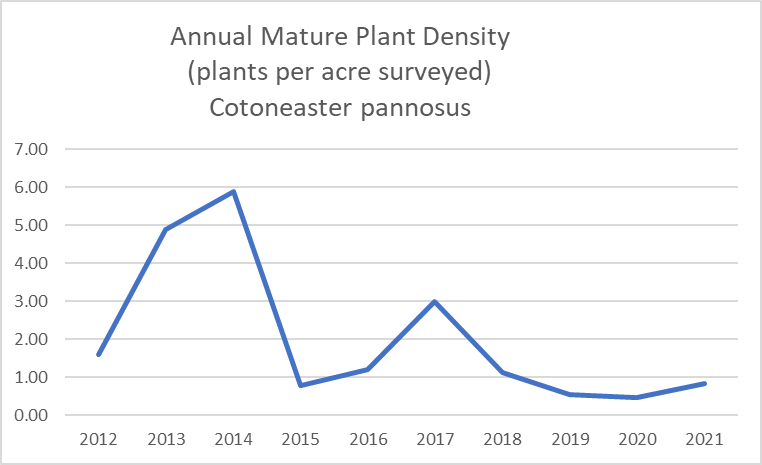 Annual Mature Plant Density
(plants per acre surveyed)
Cotoneaster pannosus
7.00
6.00
5.00
4.00
3.00
2.00
1.00
0.00
2012 2013 2014 2015 2016 2017 2018 2019 2020 2021